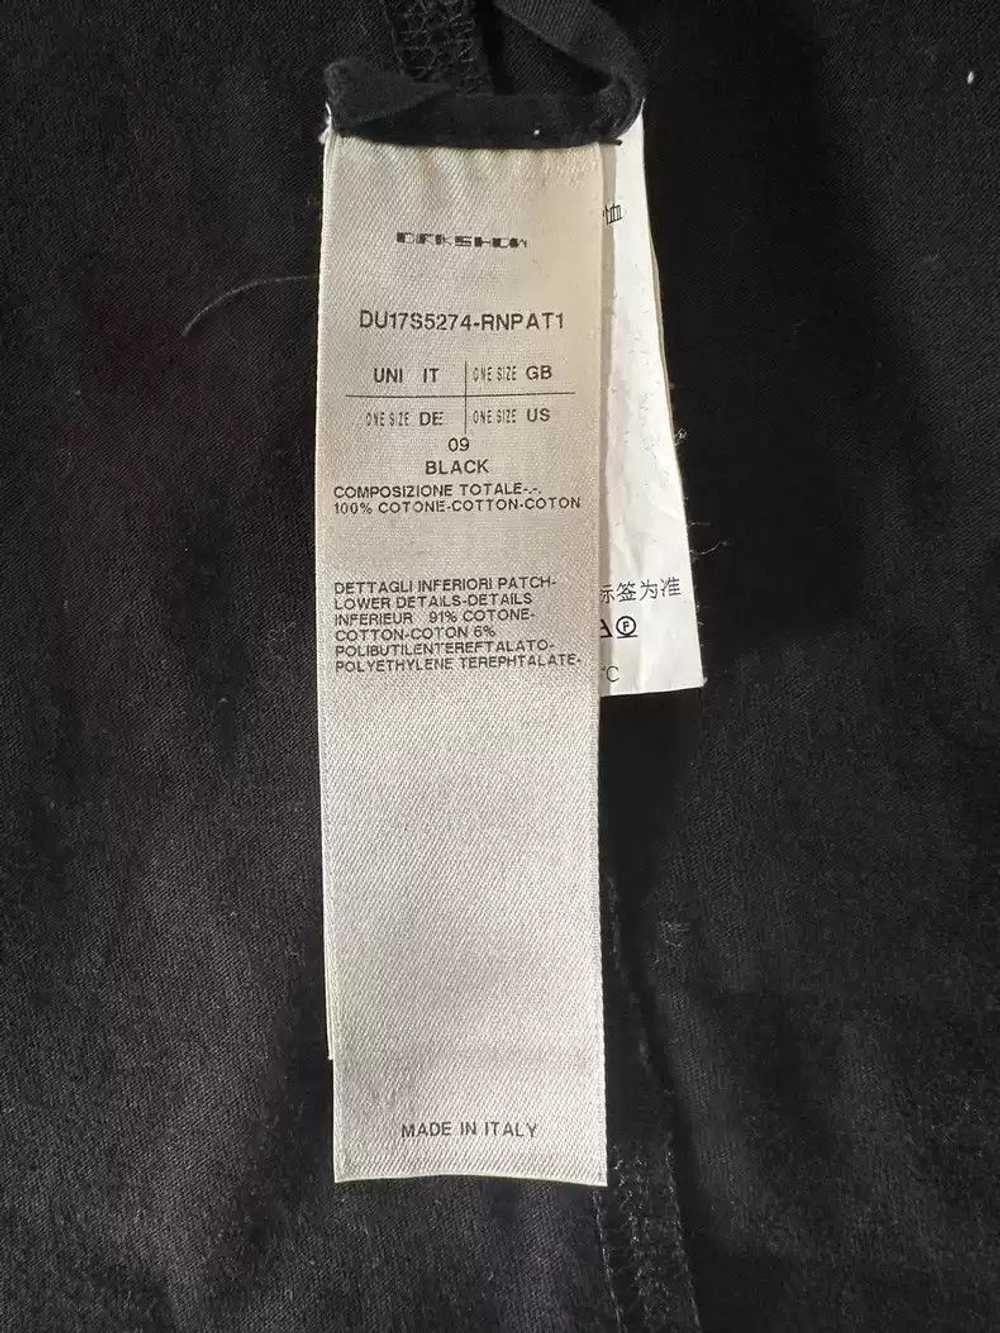 DRKSHDW
DU17S5274-RNPAT1
UNI IT ONE SIZE GB
ONE SIZE DE ONE SIZE US
09
BLACK
COMPOSIZIONE TOTALE-.-.
100% COTONE-COTTON-COTON
DETTAGLI INFERIORI PATCH-
LOWER DETAILS-DETAILS
INFERIEUR 91% COTONE-
COTTON-COTON 6%
POLIBUTILENTEREFTALATO-
POLYETHYLENE TEREPHTALATE-
MADE IN ITALY
标签为准
P
°C